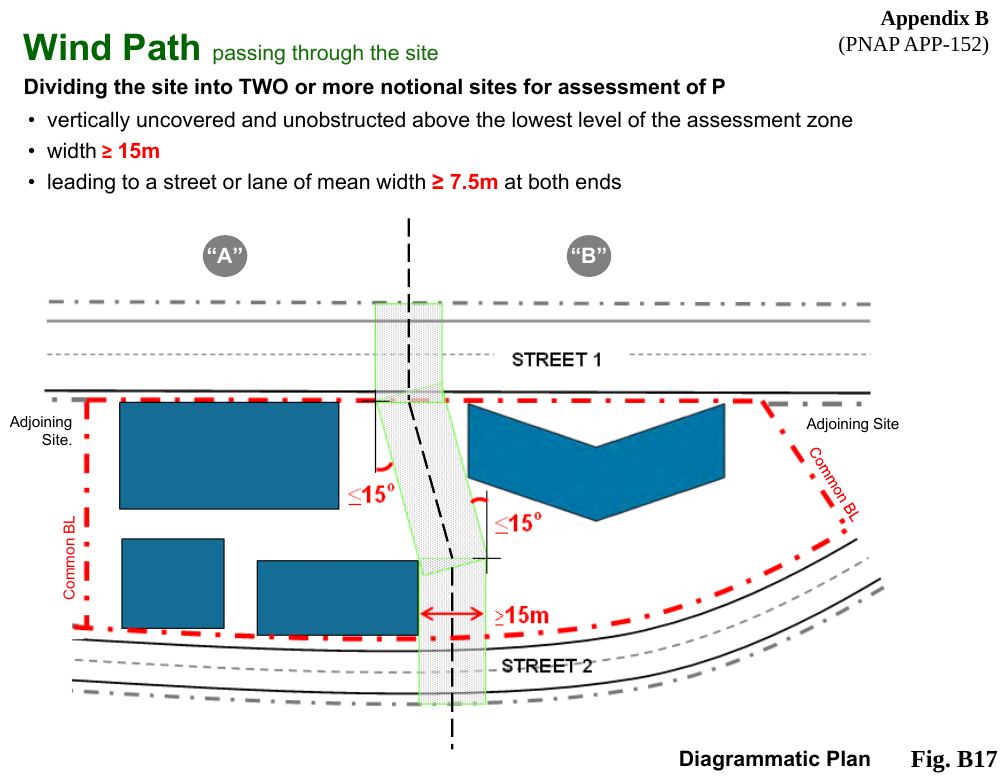 Appendix B
(PNAP APP-152)
Wind Path passing through the site
Dividing the site into TWO or more notional sites for assessment of P
• vertically uncovered and unobstructed above the lowest level of the assessment zone
• width ≥ 15m
• leading to a street or lane of mean width ≥ 7.5m at both ends
“A”
“B”
STREET 1
Adjoining
Site.
Adjoining Site
Common BL
Common BL
≤15°
≤15°
≥15m
STREET 2
Diagrammatic Plan
Fig. B17